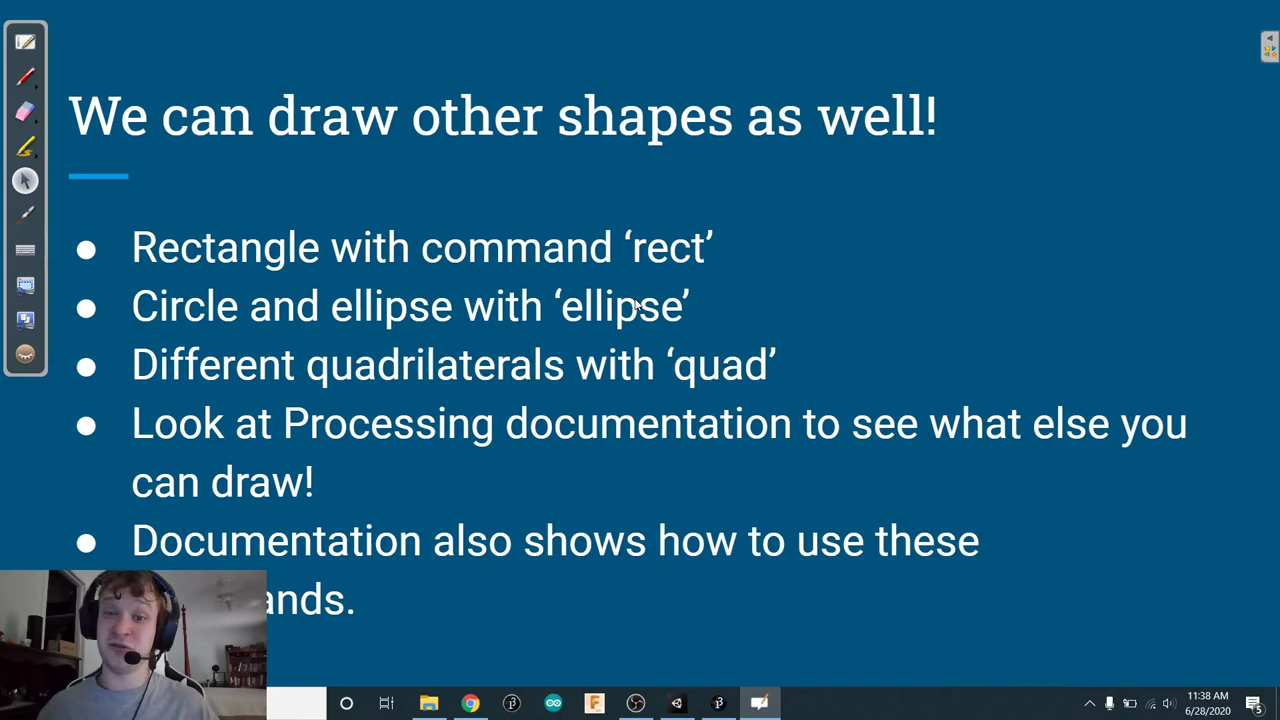 We can draw other shapes as well!
● Rectangle with command ‘rect’
● Circle and ellipse with ‘ellipse’
● Different quadrilaterals with ‘quad’
● Look at Processing documentation to see what else you
can draw!
● Documentation also shows how to use these
ands.
11:38 AM
6/28/2020
5